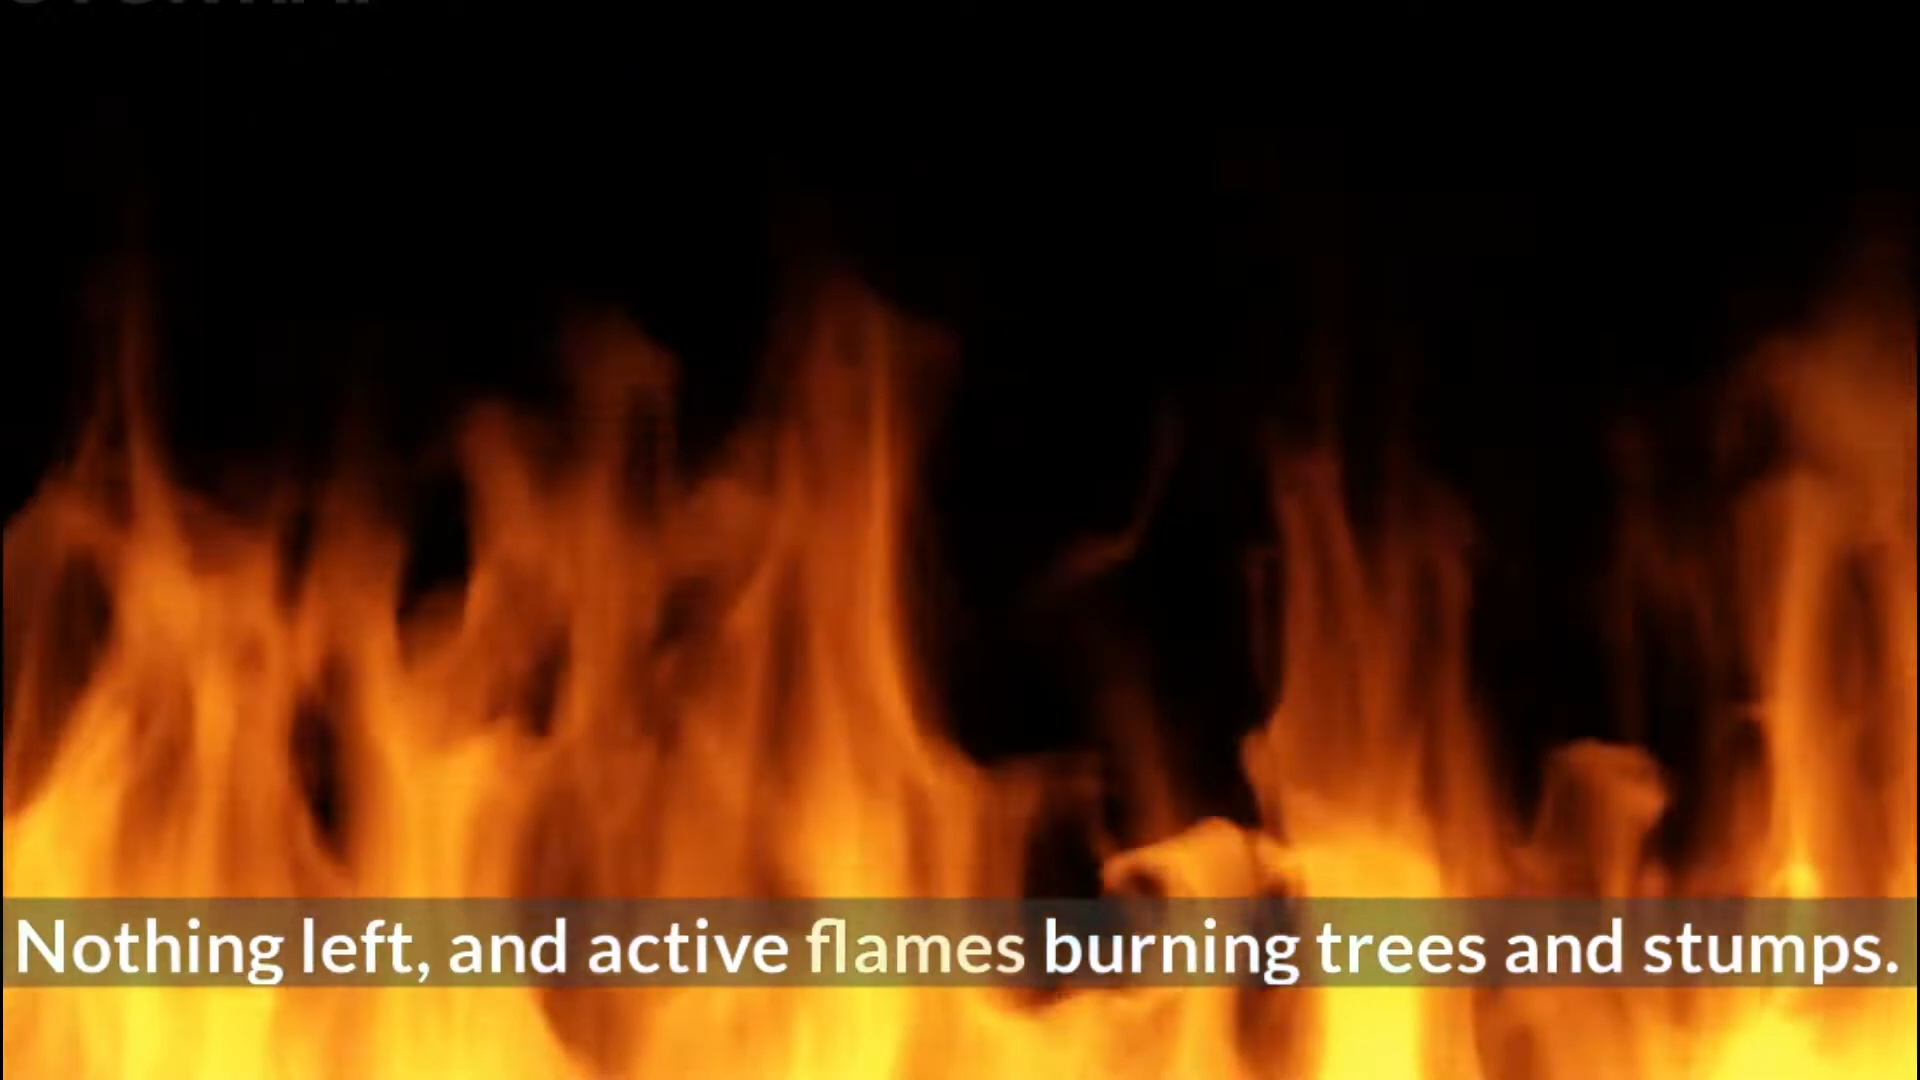 Nothing left, and active flames burning trees and stumps.